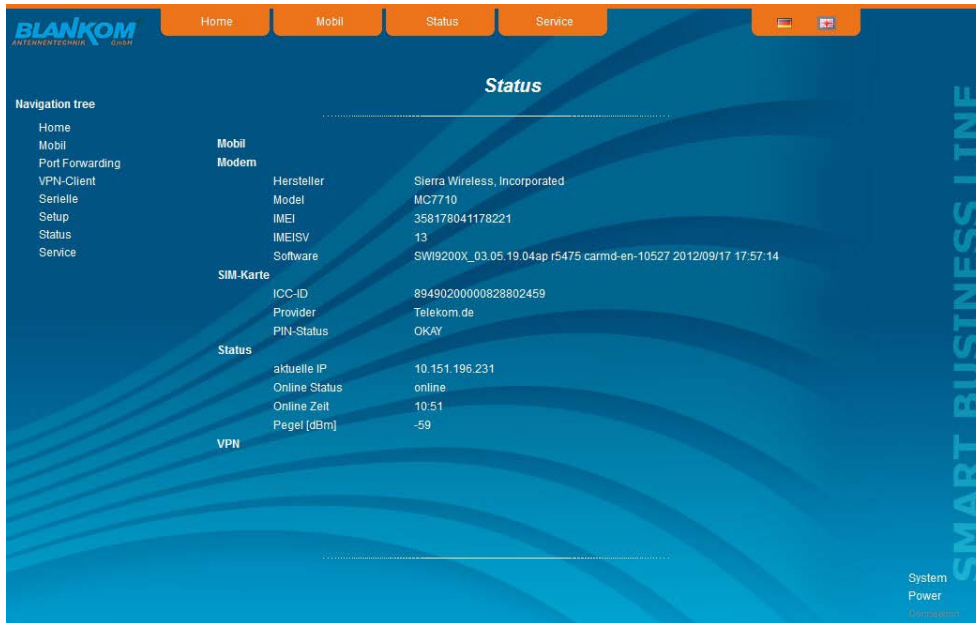 BLANKOM
ANTENNENTECHNIK GmbH
Home Mobil Status Service
Status
Navigation tree
Home
Mobil
Port Forwarding
VPN-Client
Serielle
Setup
Status
Service
Mobil
Modem
Hersteller Sierra Wireless, Incorporated
Model MC7710
IMEI 358178041178221
IMEISV 13
Software SWI9200X_03.05.19.04ap r5475 carmd-en-10527 2012/09/17 17:57:14
SIM-Karte
ICC-ID 89490200000828802459
Provider Telekom.de
PIN-Status OKAY
Status
aktuelle IP 10.151.196.231
Online Status online
Online Zeit 10:51
Pegel [dBm] -59
VPN
SMART BUSINESS LINE
System
Power
Connection